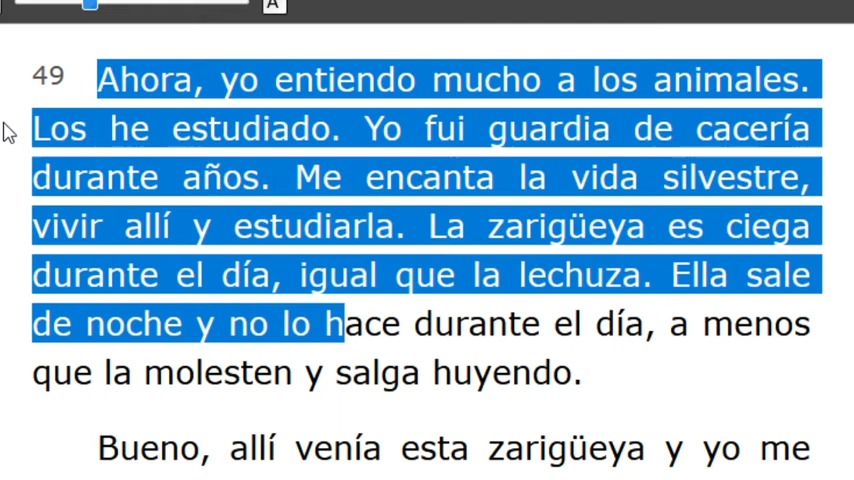 A
49 Ahora, yo entiendo mucho a los animales.
Los he estudiado. Yo fui guardia de cacería
durante años. Me encanta la vida silvestre,
vivir allí y estudiarla. La zarigüeya es ciega
durante el día, igual que la lechuza. Ella sale
de noche y no lo hace durante el día, a menos
que la molesten y salga huyendo.
Bueno, allí venía esta zarigüeya y yo me